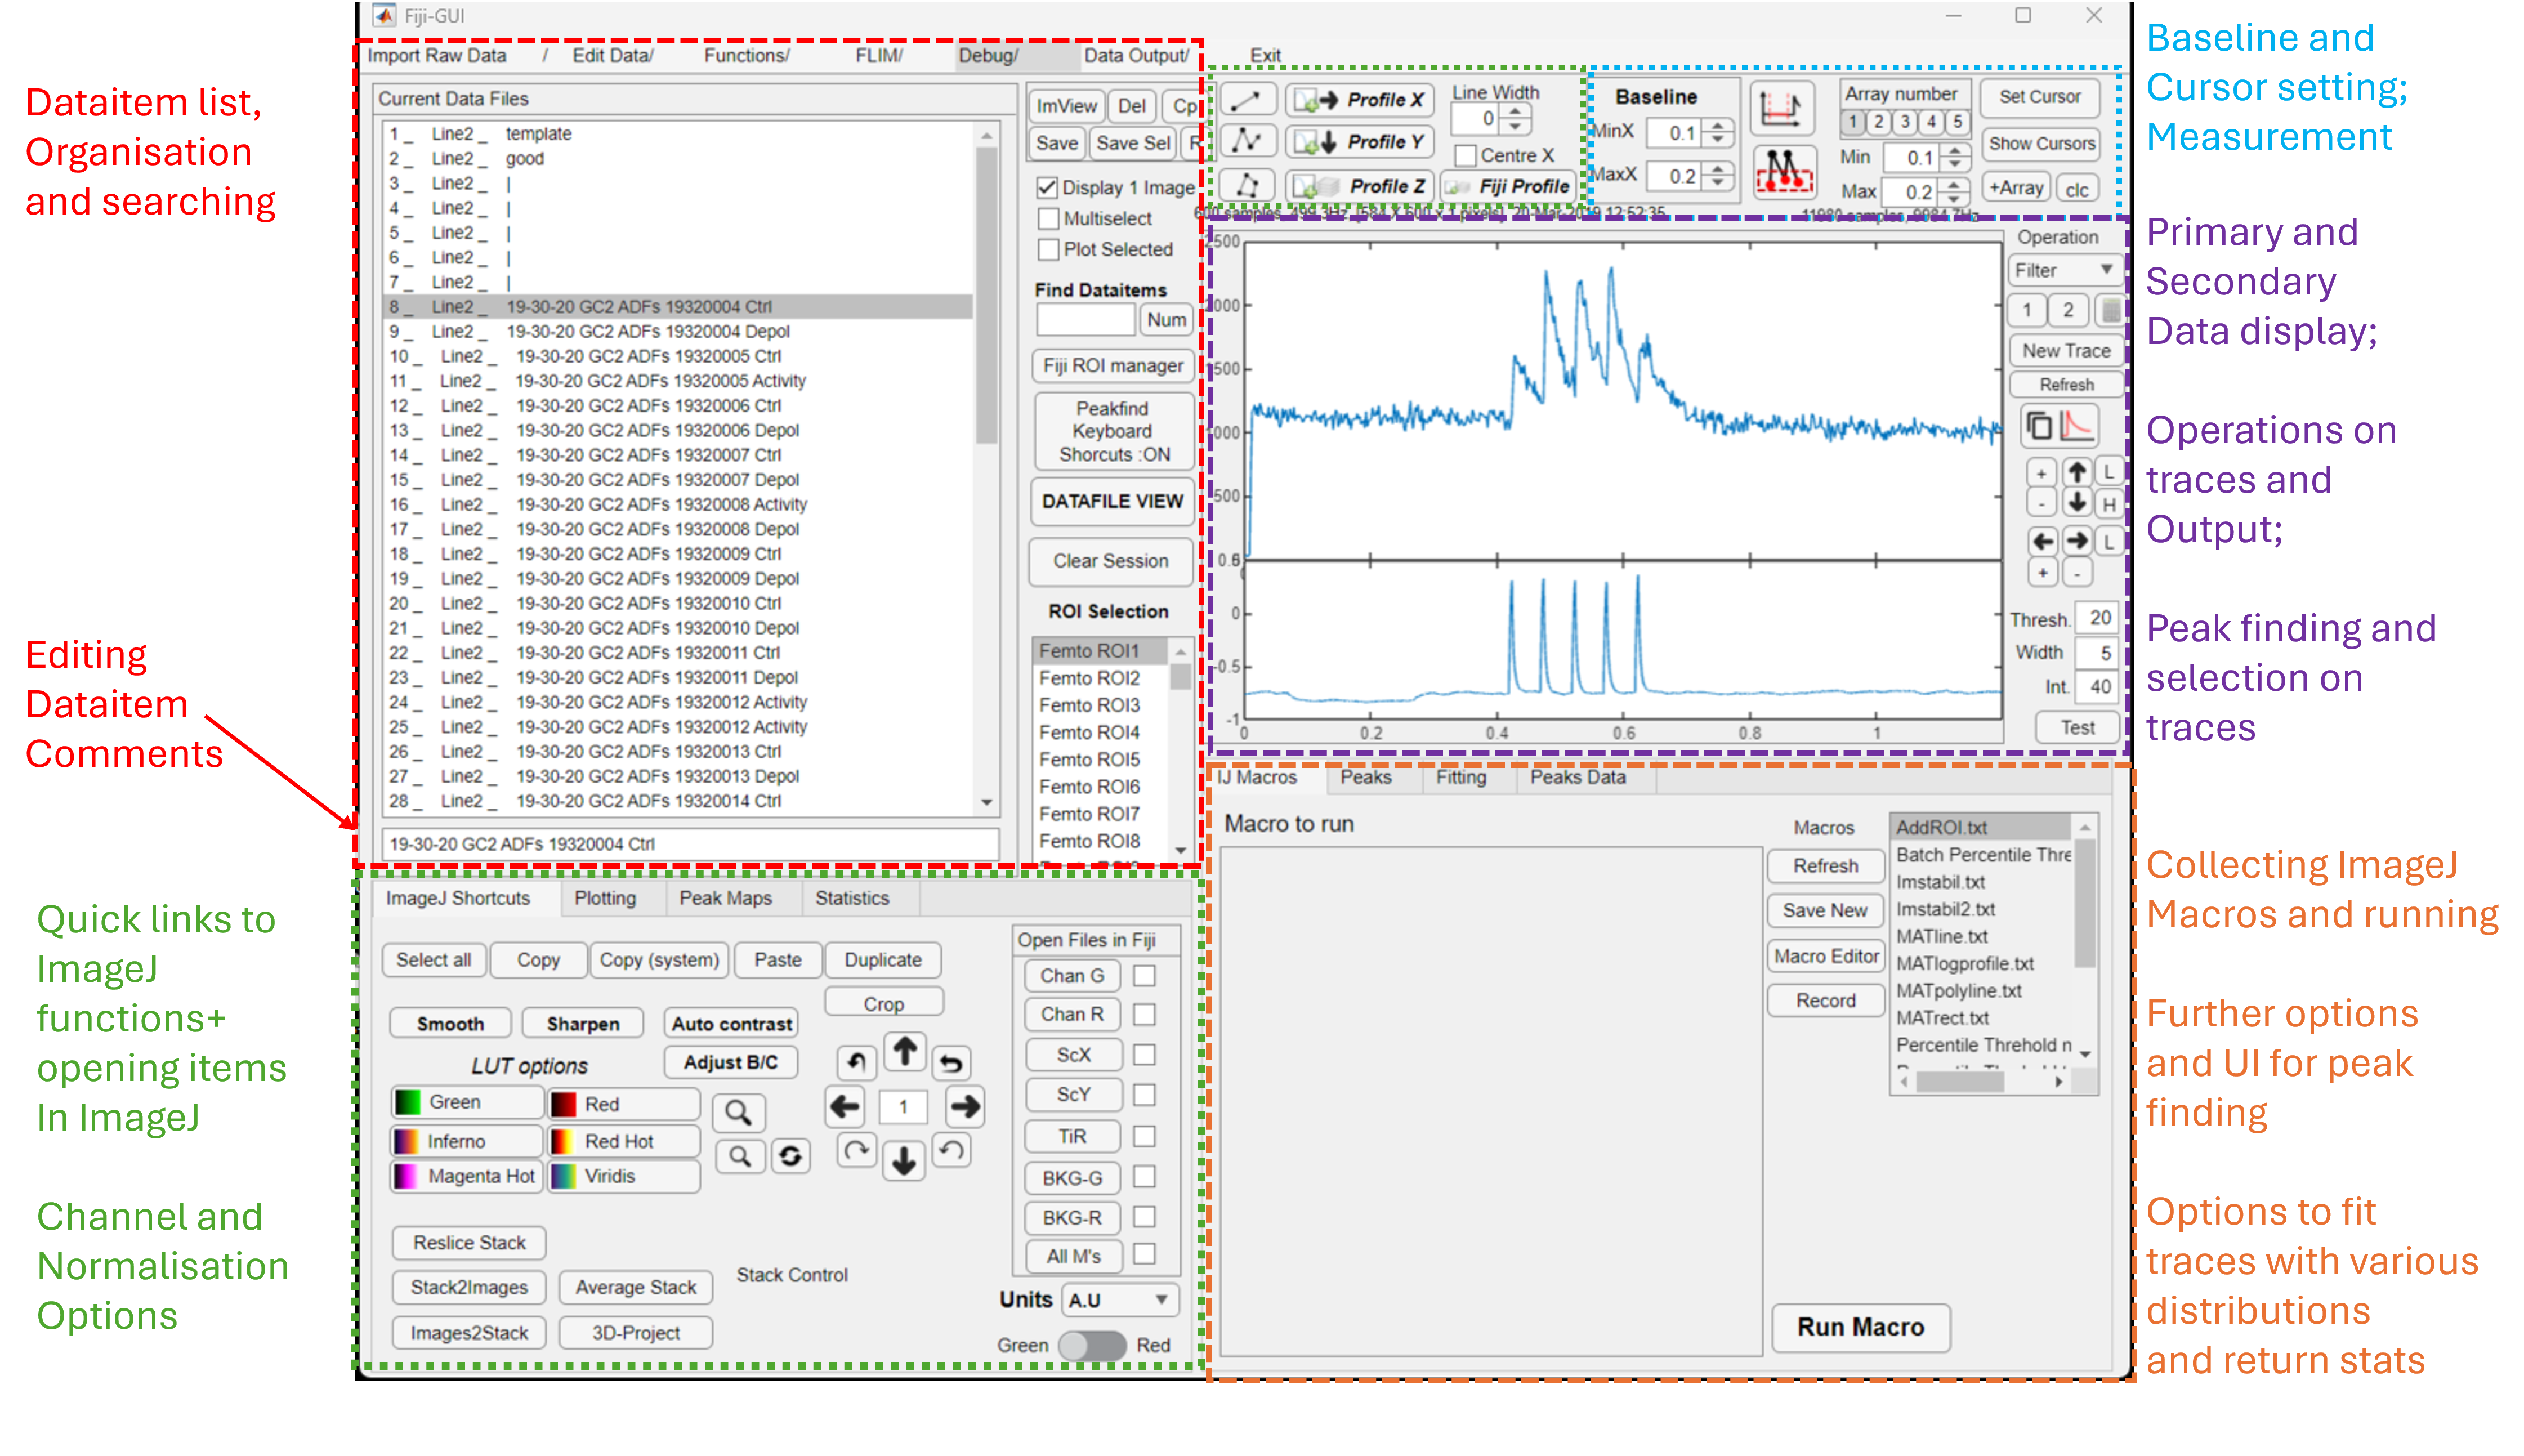 Fiji-GUI
Import Raw Data / Edit Data/ Functions/ FLIM/ Debug/ Data Output/ Exit
Dataitem list,
Organisation
and searching
Editing
Dataitem
Comments
Quick links to
ImageJ
functions+
opening items
In ImageJ
Channel and
Normalisation
Options
Current Data Files
1 _ Line2 _ template
2 _ Line2 _ good
3 _ Line2 _ |
4 _ Line2 _ |
5 _ Line2 _ |
6 _ Line2 _ |
7 _ Line2 _ |
8 _ Line2 _ 19-30-20 GC2 ADFs 19320004 Ctrl
9 _ Line2 _ 19-30-20 GC2 ADFs 19320004 Depol
10 _ Line2 _ 19-30-20 GC2 ADFs 19320005 Ctrl
11 _ Line2 _ 19-30-20 GC2 ADFs 19320005 Activity
12 _ Line2 _ 19-30-20 GC2 ADFs 19320006 Ctrl
13 _ Line2 _ 19-30-20 GC2 ADFs 19320006 Depol
14 _ Line2 _ 19-30-20 GC2 ADFs 19320007 Ctrl
15 _ Line2 _ 19-30-20 GC2 ADFs 19320007 Depol
16 _ Line2 _ 19-30-20 GC2 ADFs 19320008 Activity
17 _ Line2 _ 19-30-20 GC2 ADFs 19320008 Depol
18 _ Line2 _ 19-30-20 GC2 ADFs 19320009 Ctrl
19 _ Line2 _ 19-30-20 GC2 ADFs 19320009 Depol
20 _ Line2 _ 19-30-20 GC2 ADFs 19320010 Ctrl
21 _ Line2 _ 19-30-20 GC2 ADFs 19320010 Depol
22 _ Line2 _ 19-30-20 GC2 ADFs 19320011 Ctrl
23 _ Line2 _ 19-30-20 GC2 ADFs 19320011 Depol
24 _ Line2 _ 19-30-20 GC2 ADFs 19320012 Activity
25 _ Line2 _ 19-30-20 GC2 ADFs 19320012 Activity
26 _ Line2 _ 19-30-20 GC2 ADFs 19320013 Ctrl
27 _ Line2 _ 19-30-20 GC2 ADFs 19320013 Depol
28 _ Line2 _ 19-30-20 GC2 ADFs 19320014 Ctrl
19-30-20 GC2 ADFs 19320004 Ctrl
ImView Del Cp
Save Save Sel R
Display 1 Image
Multiselect
Plot Selected
Find Dataitems
Num
Fiji ROI manager
Peakfind
Keyboard
Shorcuts :ON
DATAFILE VIEW
Clear Session
ROI Selection
Femto ROI1
Femto ROI2
Femto ROI3
Femto ROI4
Femto ROI5
Femto ROI6
Femto ROI7
Femto ROI8
ImageJ Shortcuts Plotting Peak Maps Statistics
Select all Copy Copy (system) Paste Duplicate
Crop
Smooth Sharpen Auto contrast
LUT options Adjust B/C
Green Red
Inferno Red Hot
Magenta Hot Viridis
1
Reslice Stack
Stack2Images Average Stack Stack Control
Images2Stack 3D-Project
Open Files in Fiji
Chan G
Chan R
ScX
ScY
TiR
BKG-G
BKG-R
All M's
Units A.U
Green Red
Profile X
Profile Y
Profile Z
Line Width
0
Centre X
Fiji Profile
Baseline
MinX 0.1
MaxX 0.2
Array number
1 2 3 4 5
Min 0.1
Max 0.2
Set Cursor
Show Cursors
+Array clc
600 samples, 499.3Hz, [584 X 600 x 1 pixels], 20-Mar-2019 12:52:35
11980 samples, 9984.7Hz
2500
2000
1500
1000
500
0.5
0
-0.5
-1
0 0.2 0.4 0.6 0.8 1
Operation
Filter
1 2
New Trace
Refresh
+ L
- H
L
+ -
Thresh. 20
Width 5
Int. 40
Test
IJ Macros Peaks Fitting Peaks Data
Macro to run
Macros
Refresh
Save New
Macro Editor
Record
AddROI.txt
Batch Percentile Thre
Imstabil.txt
Imstabil2.txt
MATline.txt
MATlogprofile.txt
MATpolyline.txt
MATrect.txt
Percentile Threshold n
Run Macro
Baseline and
Cursor setting;
Measurement
Primary and
Secondary
Data display;
Operations on
traces and
Output;
Peak finding and
selection on
traces
Collecting ImageJ
Macros and running
Further options
and UI for peak
finding
Options to fit
traces with various
distributions
and return stats